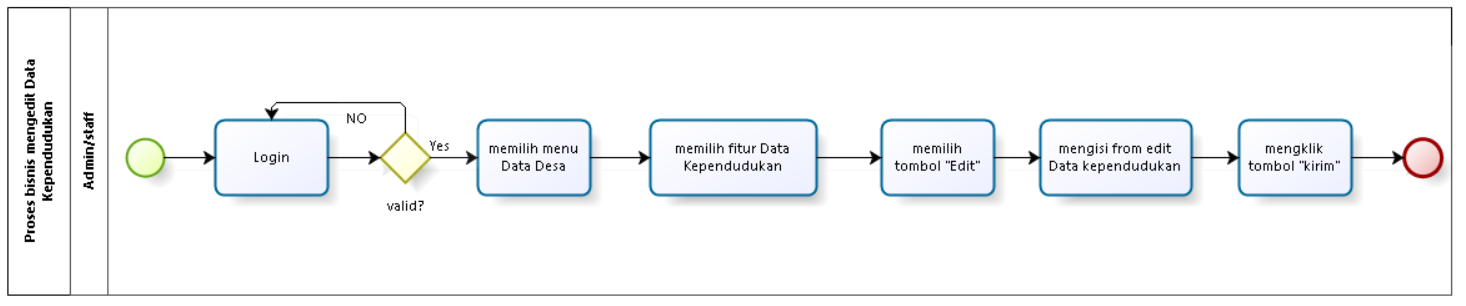 Proses bisnis mengedit Data
Kependudukan
Admin/staff
Login
NO
Yes
valid?
memilih menu
Data Desa
memilih fitur Data
Kependudukan
memilih
tombol "Edit"
mengisi from edit
Data kependudukan
mengklik
tombol "kirim"